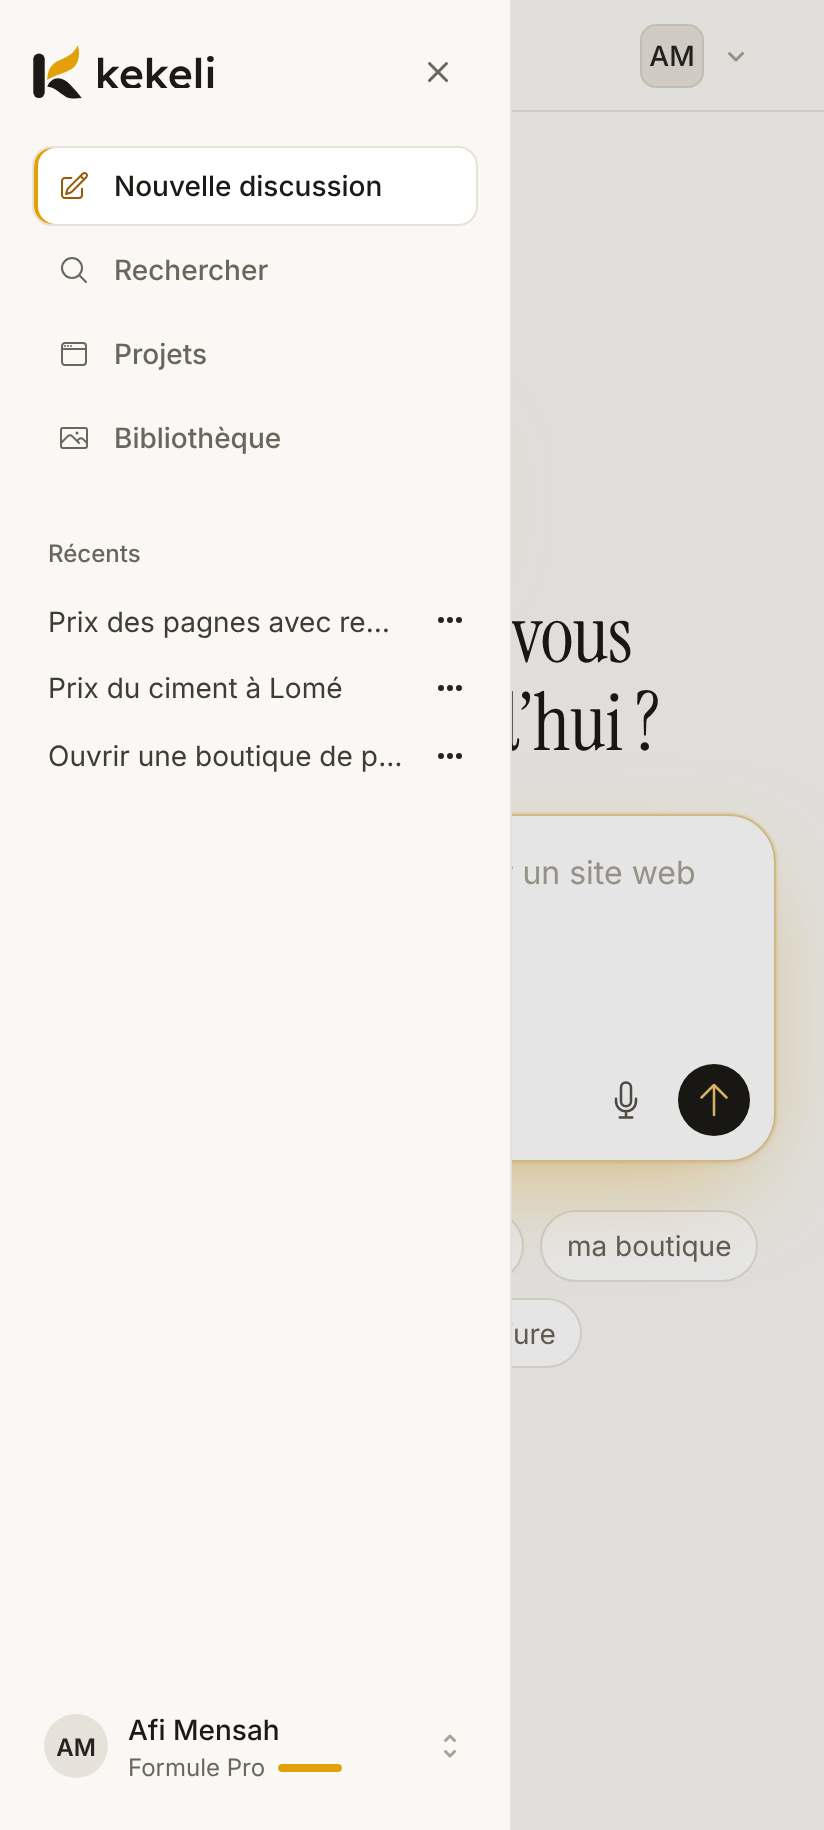 kekeli
AM
Nouvelle discussion
Rechercher
Projets
Bibliothèque
Récents
Prix des pagnes avec re...
Prix du ciment à Lomé
Ouvrir une boutique de p...
vous
'hui ?
un site web
ma boutique
ure
AM
Afi Mensah
Formule Pro